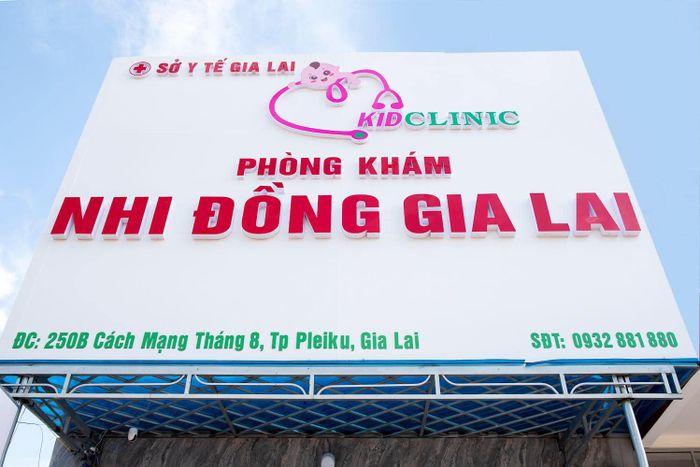 SỞ Y TẾ GIA LAI
KIDCLINIC
PHÒNG KHÁM
NHI ĐỒNG GIA LAI
ĐC: 250B Cách Mạng Tháng 8, Tp Pleiku, Gia Lai
SĐT: 0932 881 880